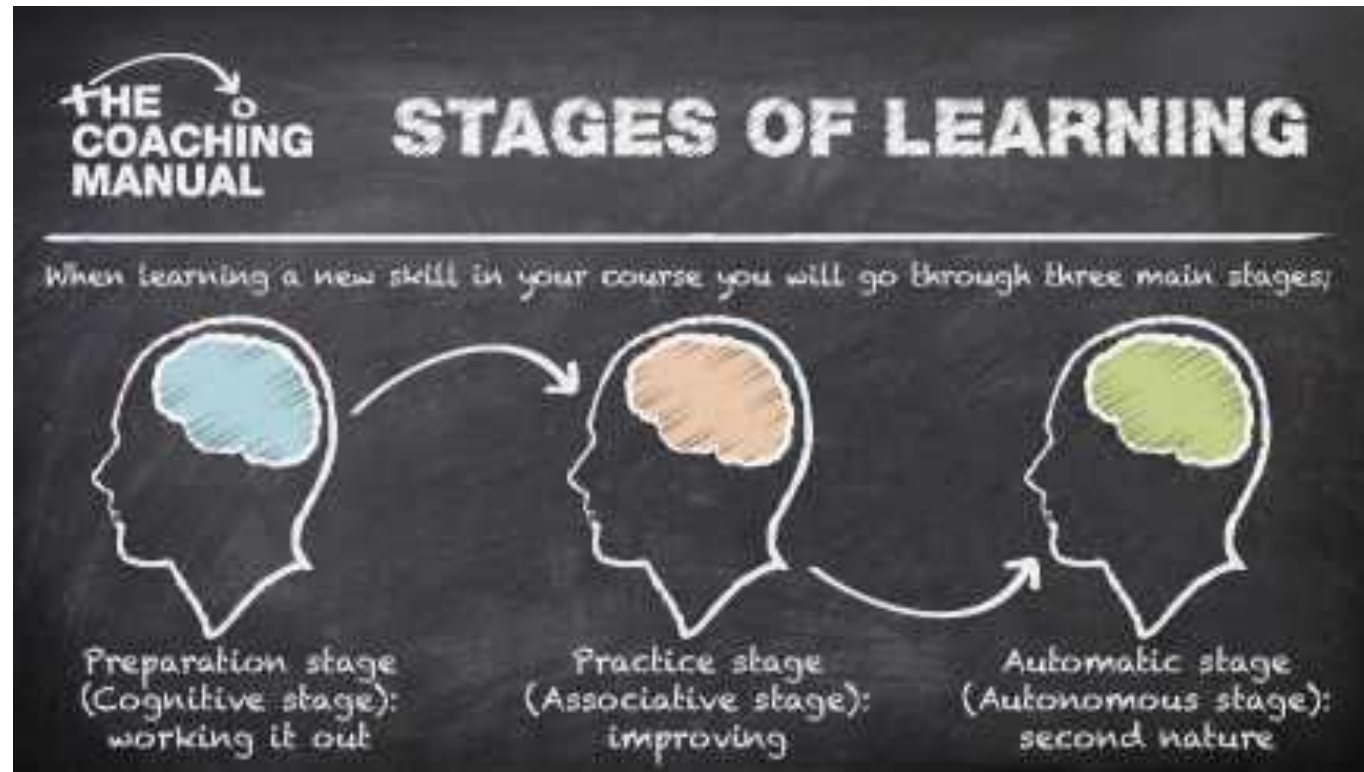 THE
COACHING
MANUAL
STAGES OF LEARNING
When learning a new skill in your course you will go through three main stages;
Preparation stage
(Cognitive stage):
working it out
Practice stage
(Associative stage):
improving
Automatic stage
(Autonomous stage):
second nature